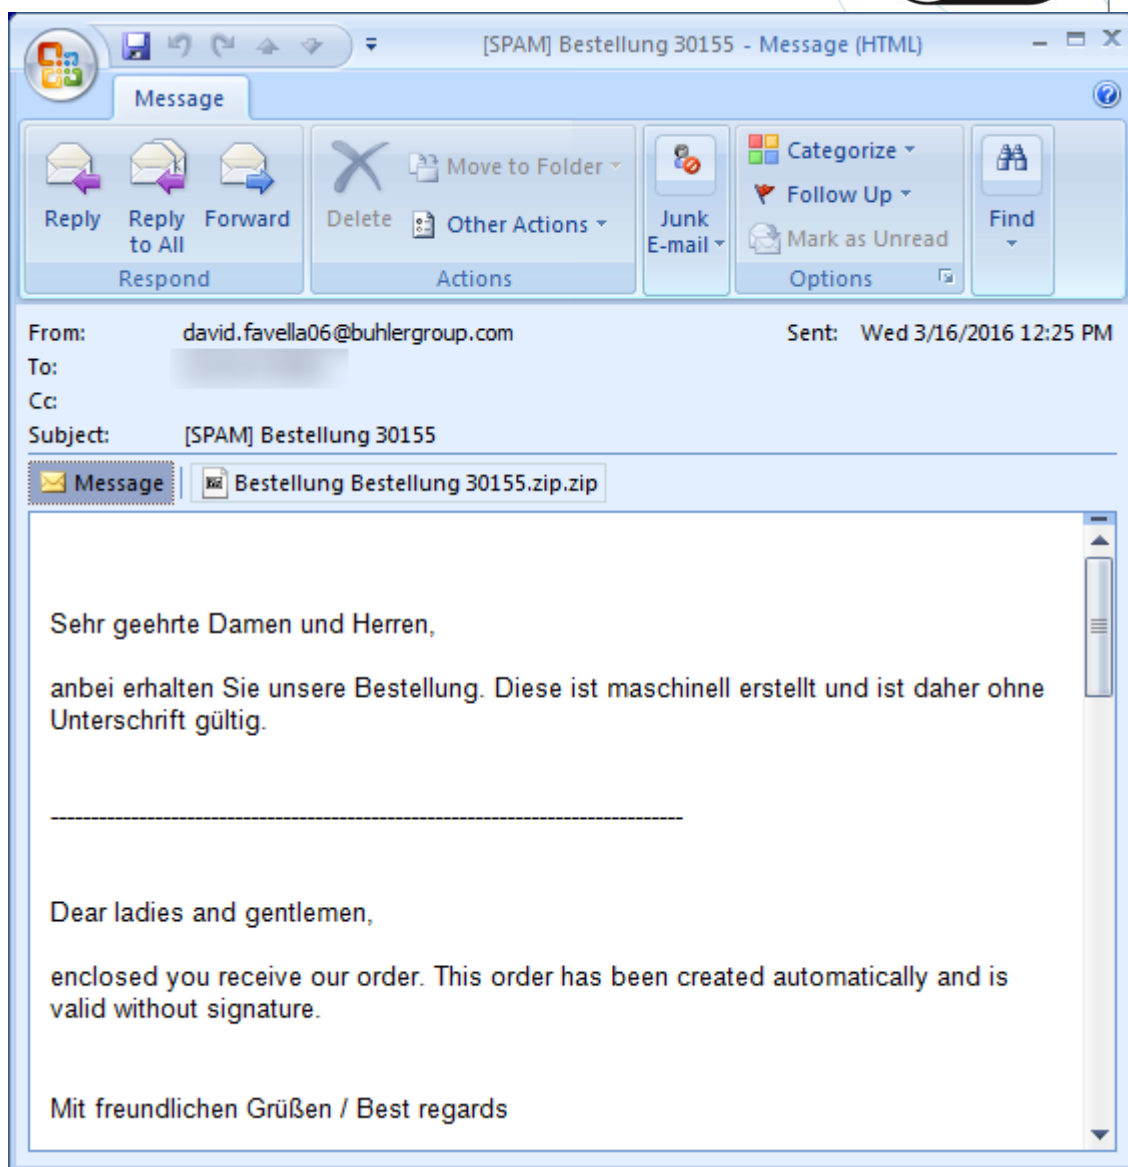 [SPAM] Bestellung 30155 - Message (HTML)
Message
Reply
Reply to All
Forward
Respond
Delete
Move to Folder
Other Actions
Actions
Junk E-mail
Categorize
Follow Up
Mark as Unread
Options
Find
From: david.favella06@buhlergroup.com Sent: Wed 3/16/2016 12:25 PM
To:
Cc:
Subject: [SPAM] Bestellung 30155
Message Bestellung Bestellung 30155.zip.zip
Sehr geehrte Damen und Herren,
anbei erhalten Sie unsere Bestellung. Diese ist maschinell erstellt und ist daher ohne
Unterschrift gültig.
-------------------------------------------------------------------------------
Dear ladies and gentlemen,
enclosed you receive our order. This order has been created automatically and is
valid without signature.
Mit freundlichen Grüßen / Best regards